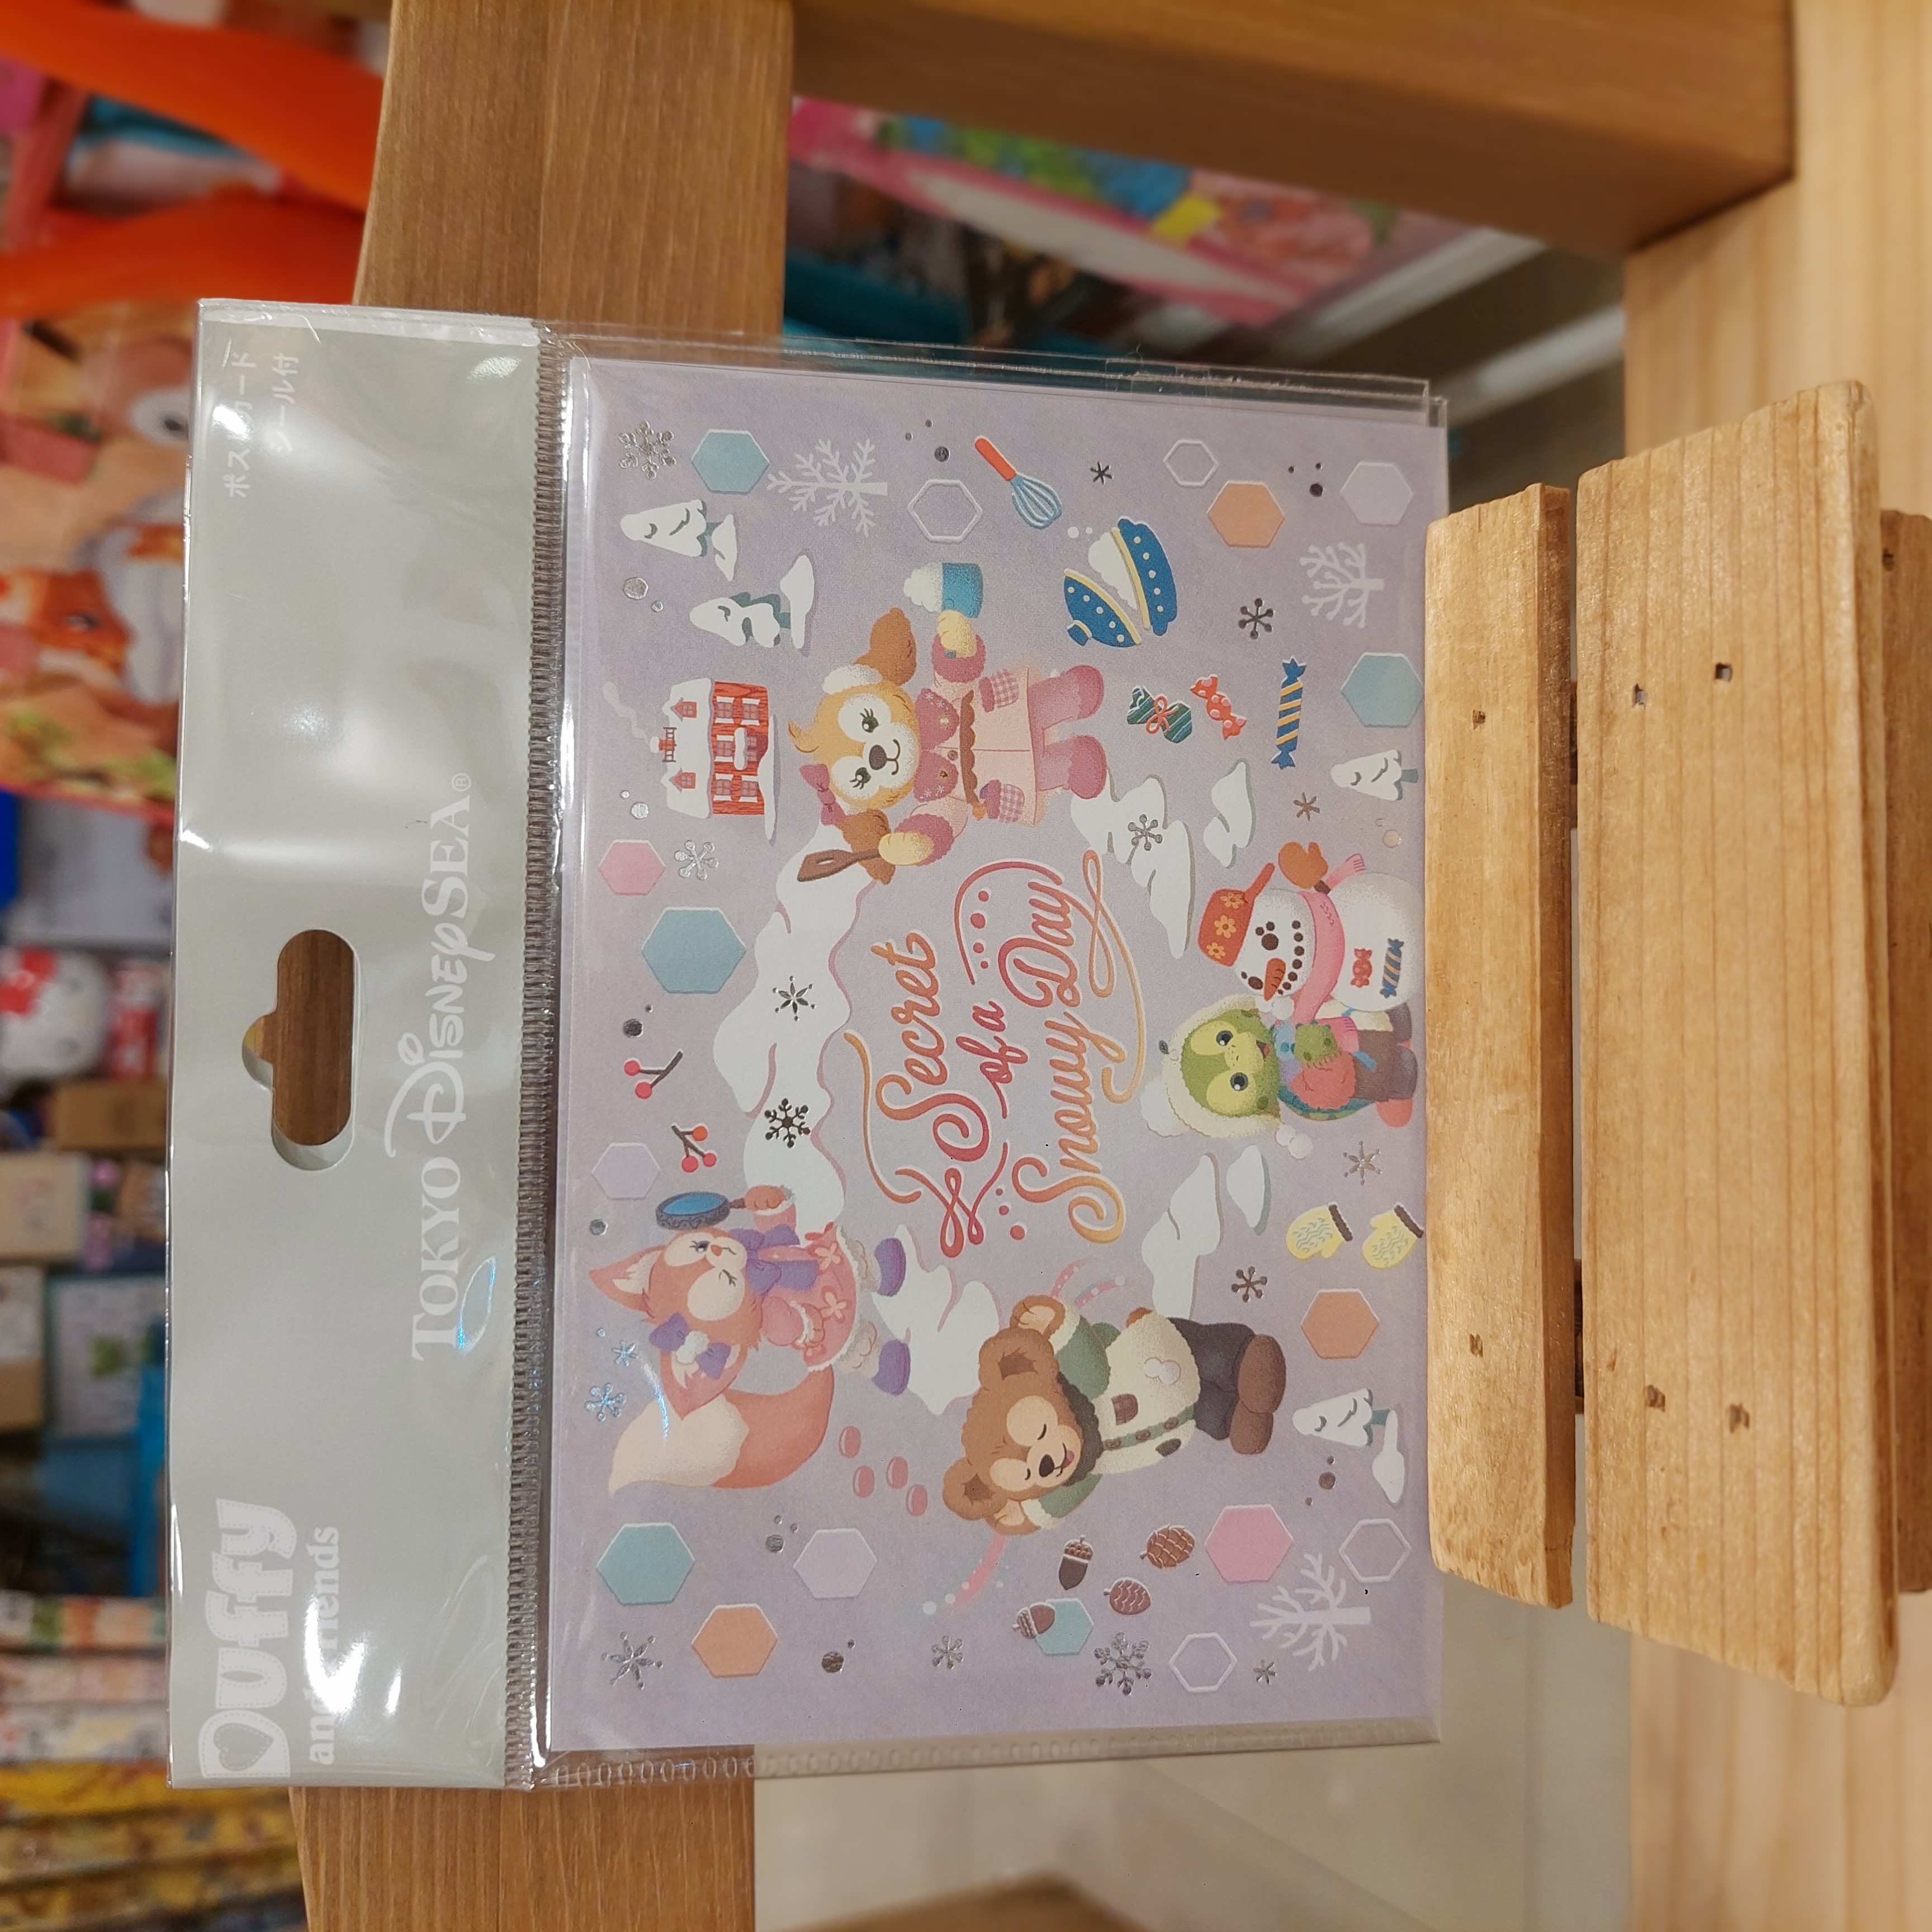 Duffy
and Friends
TOKYO DISNEYSEA®
ポストカード
シール付
Secret
of a
Snowy Day